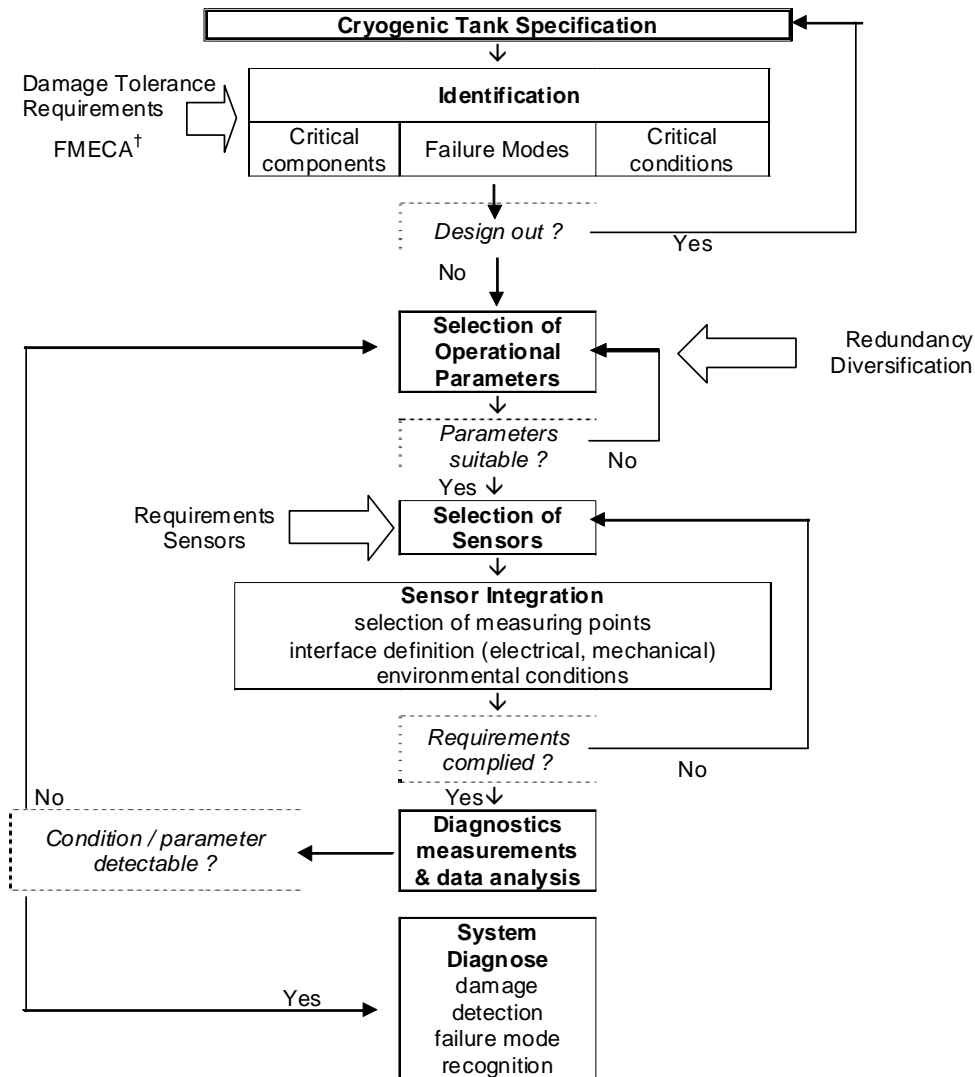 Cryogenic Tank Specification
Damage Tolerance
Requirements
FMECA†
Identification
Critical
components
Failure Modes
Critical
conditions
Design out ?
Yes
No
Selection of
Operational
Parameters
Redundancy
Diversification
Parameters
suitable ?
No
Yes
Requirements
Sensors
Selection of
Sensors
Sensor Integration
selection of measuring points
interface definition (electrical, mechanical)
environmental conditions
Requirements
complied ?
No
Yes
No
Condition / parameter
detectable ?
Diagnostics
measurements
& data analysis
Yes
System
Diagnose
damage
detection
failure mode
recognition